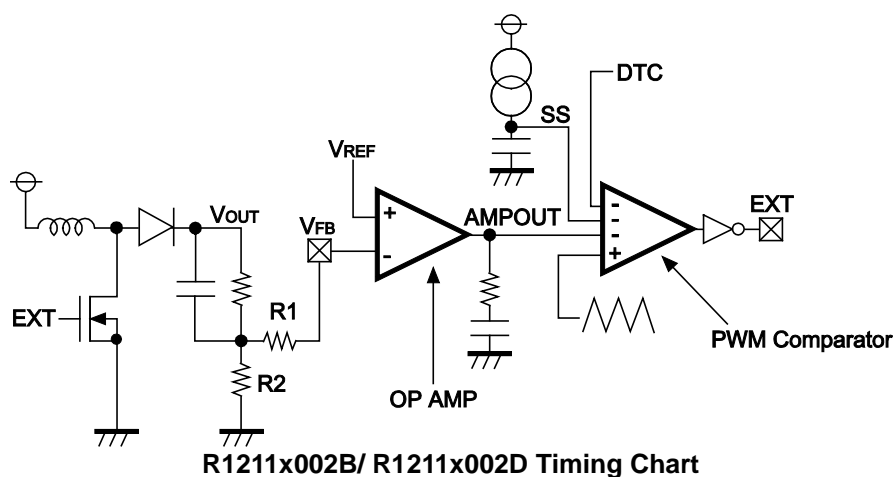 DTC
SS
VREF
EXT
VOUT
VFB
AMPOUT
+
-
-
-
-
+
R1
EXT
PWM Comparator
R2
OP AMP
R1211x002B/ R1211x002D Timing Chart